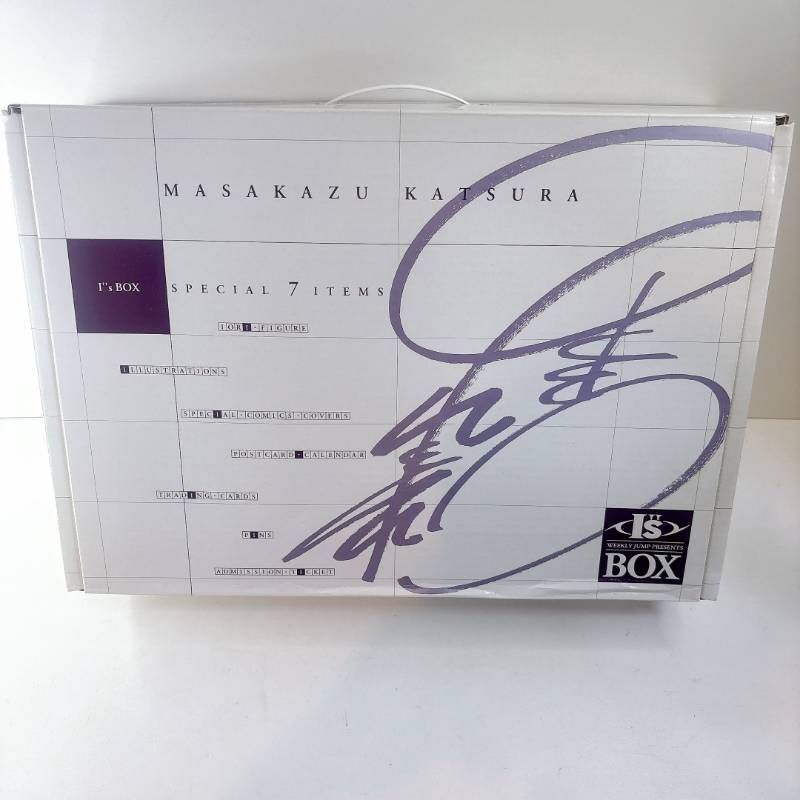 MASAKAZU KATSURA
I"s BOX
SPECIAL 7 ITEMS
IORI·FIGURE
ILLUSTRATIONS
SPECIAL·COMICS·COVERS
POSTCARD·CALENDAR
TRADING·CARDS
PINS
ADMISSION·TICKET
I"s
WEEKLY JUMP PRESENTS
BOX